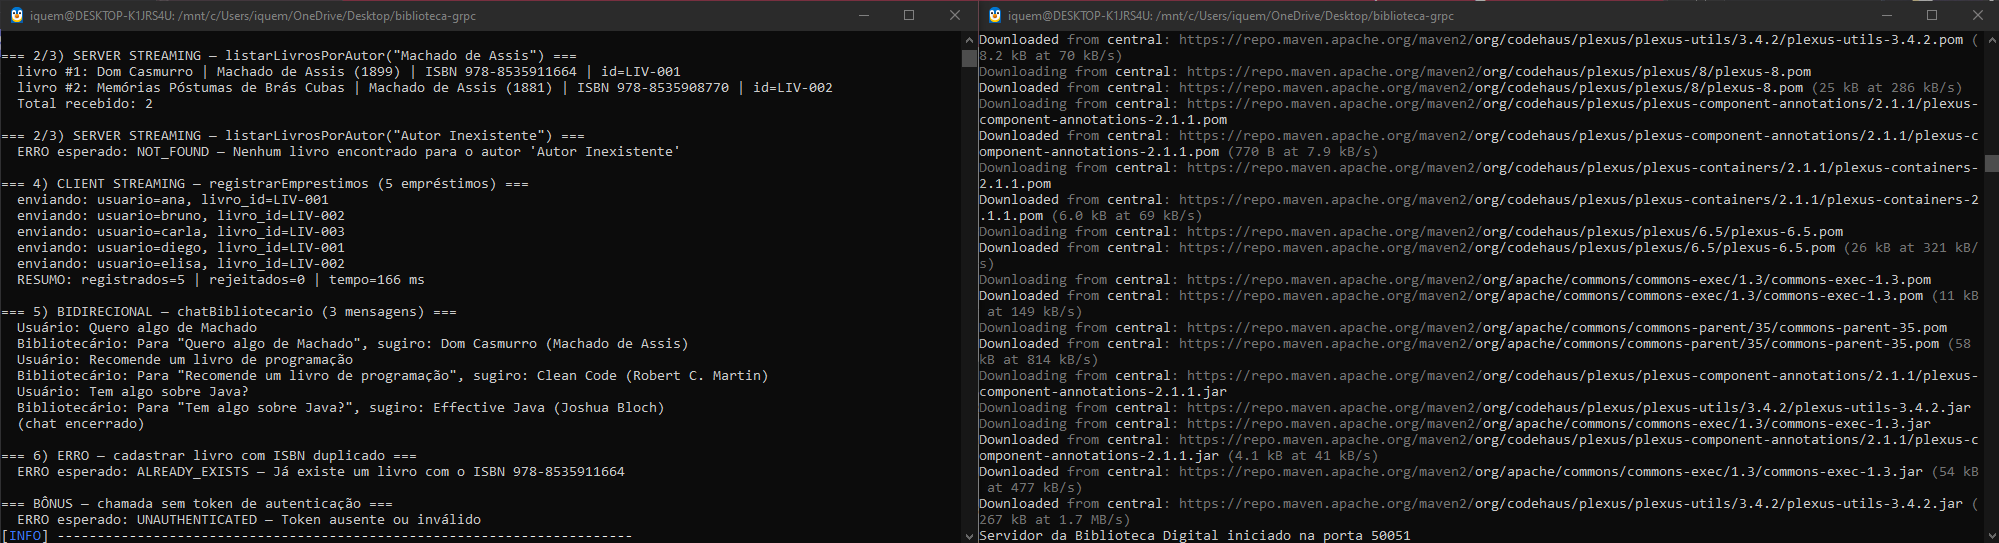 iquem@DESKTOP-K1JRS4U: /mnt/c/Users/iquem/OneDrive/Desktop/biblioteca-grpc
=== 2/3) SERVER STREAMING — listarLivrosPorAutor("Machado de Assis") ===
livro #1: Dom Casmurro | Machado de Assis (1899) | ISBN 978-8535911664 | id=LIV-001
livro #2: Memórias Póstumas de Brás Cubas | Machado de Assis (1881) | ISBN 978-8535908770 | id=LIV-002
Total recebido: 2
=== 2/3) SERVER STREAMING — listarLivrosPorAutor("Autor Inexistente") ===
ERRO esperado: NOT_FOUND — Nenhum livro encontrado para o autor 'Autor Inexistente'
=== 4) CLIENT STREAMING — registrarEmprestimos (5 empréstimos) ===
enviando: usuario=ana, livro_id=LIV-001
enviando: usuario=bruno, livro_id=LIV-002
enviando: usuario=carla, livro_id=LIV-003
enviando: usuario=diego, livro_id=LIV-001
enviando: usuario=elisa, livro_id=LIV-002
RESUMO: registrados=5 | rejeitados=0 | tempo=166 ms
=== 5) BIDIRECIONAL — chatBibliotecario (3 mensagens) ===
Usuário: Quero algo de Machado
Bibliotecário: Para "Quero algo de Machado", sugiro: Dom Casmurro (Machado de Assis)
Usuário: Recomende um livro de programação
Bibliotecário: Para "Recomende um livro de programação", sugiro: Clean Code (Robert C. Martin)
Usuário: Tem algo sobre Java?
Bibliotecário: Para "Tem algo sobre Java?", sugiro: Effective Java (Joshua Bloch)
(chat encerrado)
=== 6) ERRO — cadastrar livro com ISBN duplicado ===
ERRO esperado: ALREADY_EXISTS — Já existe um livro com o ISBN 978-8535911664
=== BÔNUS — chamada sem token de autenticação ===
ERRO esperado: UNAUTHENTICATED — Token ausente ou inválido
[INFO] ------------------------------------------------------------------------
iquem@DESKTOP-K1JRS4U: /mnt/c/Users/iquem/OneDrive/Desktop/biblioteca-grpc
Downloaded from central: https://repo.maven.apache.org/maven2/org/codehaus/plexus/plexus-utils/3.4.2/plexus-utils-3.4.2.pom (
8.2 kB at 70 kB/s)
Downloading from central: https://repo.maven.apache.org/maven2/org/codehaus/plexus/plexus/8/plexus-8.pom
Downloaded from central: https://repo.maven.apache.org/maven2/org/codehaus/plexus/plexus/8/plexus-8.pom (25 kB at 286 kB/s)
Downloading from central: https://repo.maven.apache.org/maven2/org/codehaus/plexus/plexus-component-annotations/2.1.1/plexus-
component-annotations-2.1.1.pom
Downloaded from central: https://repo.maven.apache.org/maven2/org/codehaus/plexus/plexus-component-annotations/2.1.1/plexus-c
omponent-annotations-2.1.1.pom (770 B at 7.9 kB/s)
Downloading from central: https://repo.maven.apache.org/maven2/org/codehaus/plexus/plexus-containers/2.1.1/plexus-containers-
2.1.1.pom
Downloaded from central: https://repo.maven.apache.org/maven2/org/codehaus/plexus/plexus-containers/2.1.1/plexus-containers-2
.1.1.pom (6.0 kB at 69 kB/s)
Downloading from central: https://repo.maven.apache.org/maven2/org/codehaus/plexus/plexus/6.5/plexus-6.5.pom
Downloaded from central: https://repo.maven.apache.org/maven2/org/codehaus/plexus/plexus/6.5/plexus-6.5.pom (26 kB at 321 kB/
s)
Downloading from central: https://repo.maven.apache.org/maven2/org/apache/commons/commons-exec/1.3/commons-exec-1.3.pom
Downloaded from central: https://repo.maven.apache.org/maven2/org/apache/commons/commons-exec/1.3/commons-exec-1.3.pom (11 kB
at 149 kB/s)
Downloading from central: https://repo.maven.apache.org/maven2/org/apache/commons/commons-parent/35/commons-parent-35.pom
Downloaded from central: https://repo.maven.apache.org/maven2/org/apache/commons/commons-parent/35/commons-parent-35.pom (58
kB at 814 kB/s)
Downloading from central: https://repo.maven.apache.org/maven2/org/codehaus/plexus/plexus-component-annotations/2.1.1/plexus-
component-annotations-2.1.1.jar
Downloading from central: https://repo.maven.apache.org/maven2/org/codehaus/plexus/plexus-utils/3.4.2/plexus-utils-3.4.2.jar
Downloading from central: https://repo.maven.apache.org/maven2/org/apache/commons/commons-exec/1.3/commons-exec-1.3.jar
Downloaded from central: https://repo.maven.apache.org/maven2/org/codehaus/plexus/plexus-component-annotations/2.1.1/plexus-c
omponent-annotations-2.1.1.jar (4.1 kB at 41 kB/s)
Downloaded from central: https://repo.maven.apache.org/maven2/org/apache/commons/commons-exec/1.3/commons-exec-1.3.jar (54 kB
at 477 kB/s)
Downloaded from central: https://repo.maven.apache.org/maven2/org/codehaus/plexus/plexus-utils/3.4.2/plexus-utils-3.4.2.jar (
267 kB at 1.7 MB/s)
Servidor da Biblioteca Digital iniciado na porta 50051